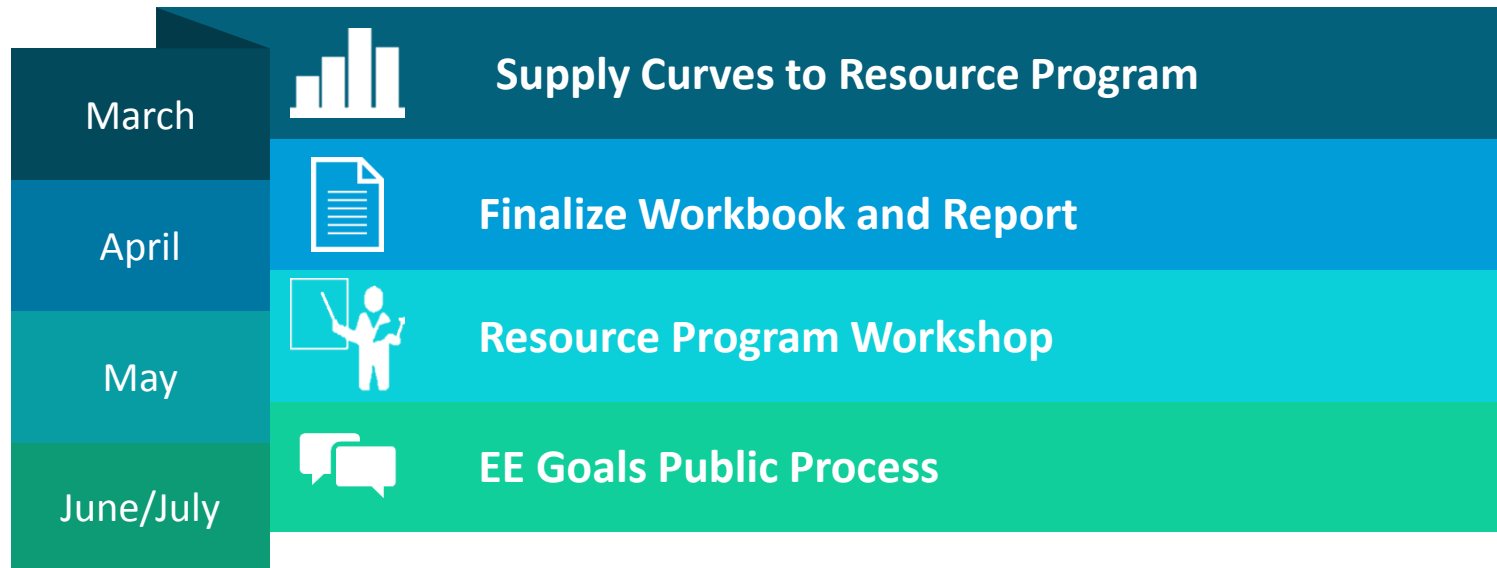 March
Supply Curves to Resource Program
April
Finalize Workbook and Report
May
Resource Program Workshop
June/July
EE Goals Public Process